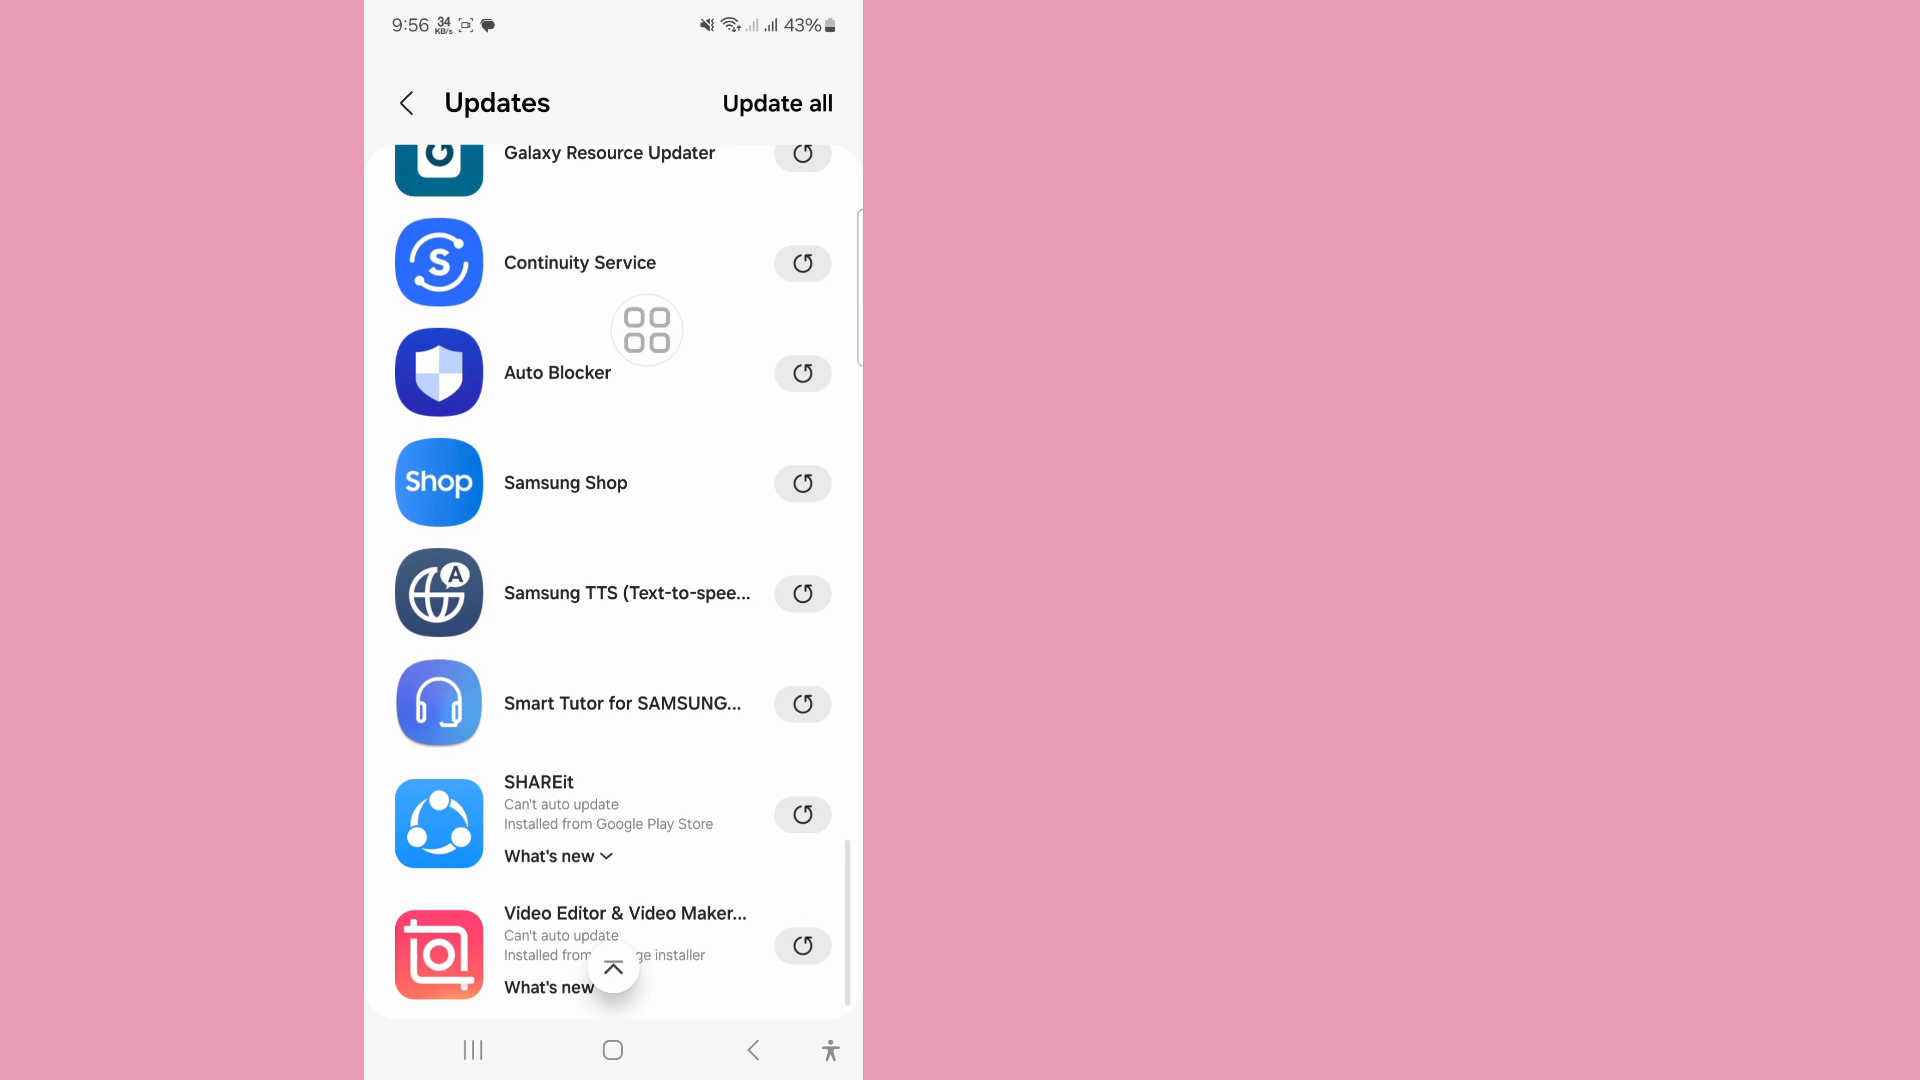 9:56 34 KB/s 43%
Updates Update all
Galaxy Resource Updater
S
Continuity Service
Auto Blocker
Shop
Samsung Shop
A
Samsung TTS (Text-to-spee...
Smart Tutor for SAMSUNG...
SHAREit
Can't auto update
Installed from Google Play Store
What's new
Video Editor & Video Maker...
Can't auto update
Installed from installer
What's new